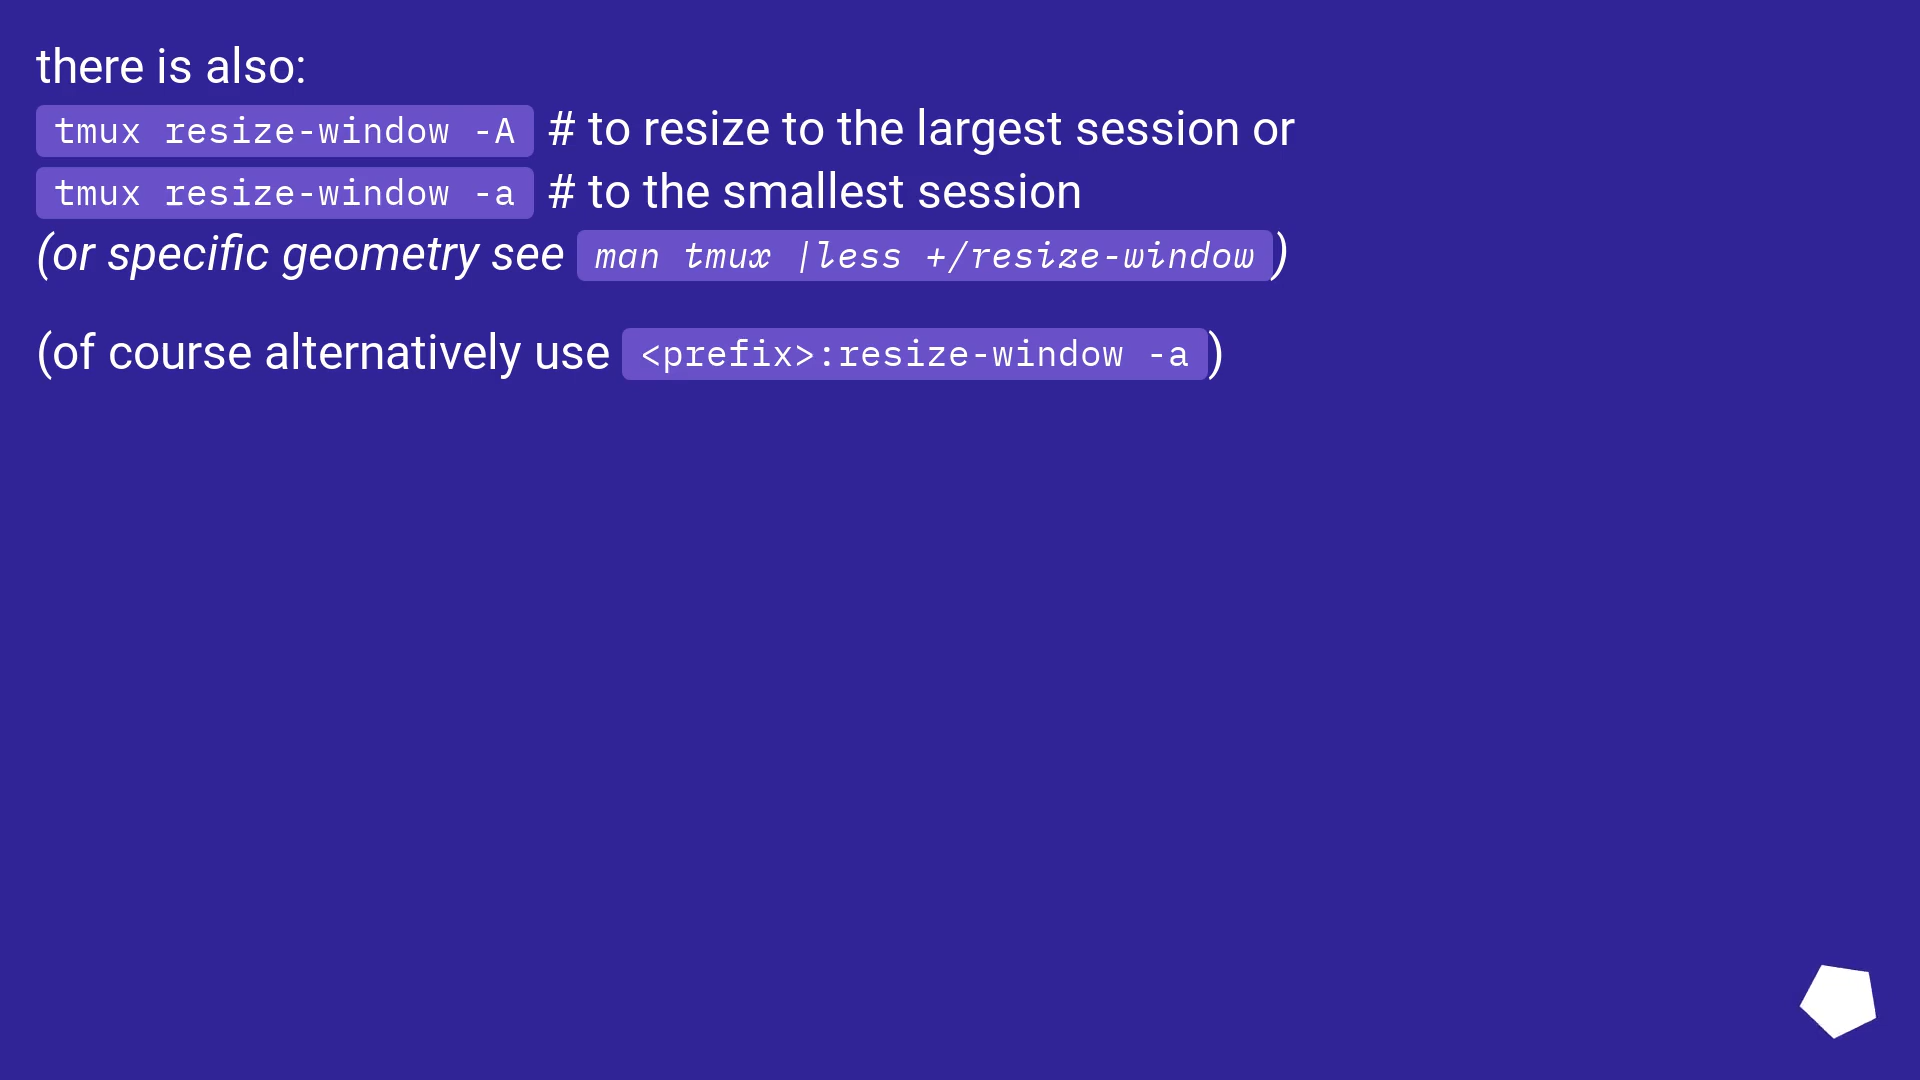 there is also:
tmux resize-window -A # to resize to the largest session or
tmux resize-window -a # to the smallest session
(or specific geometry see man tmux |less +/resize-window)
(of course alternatively use <prefix>:resize-window -a)